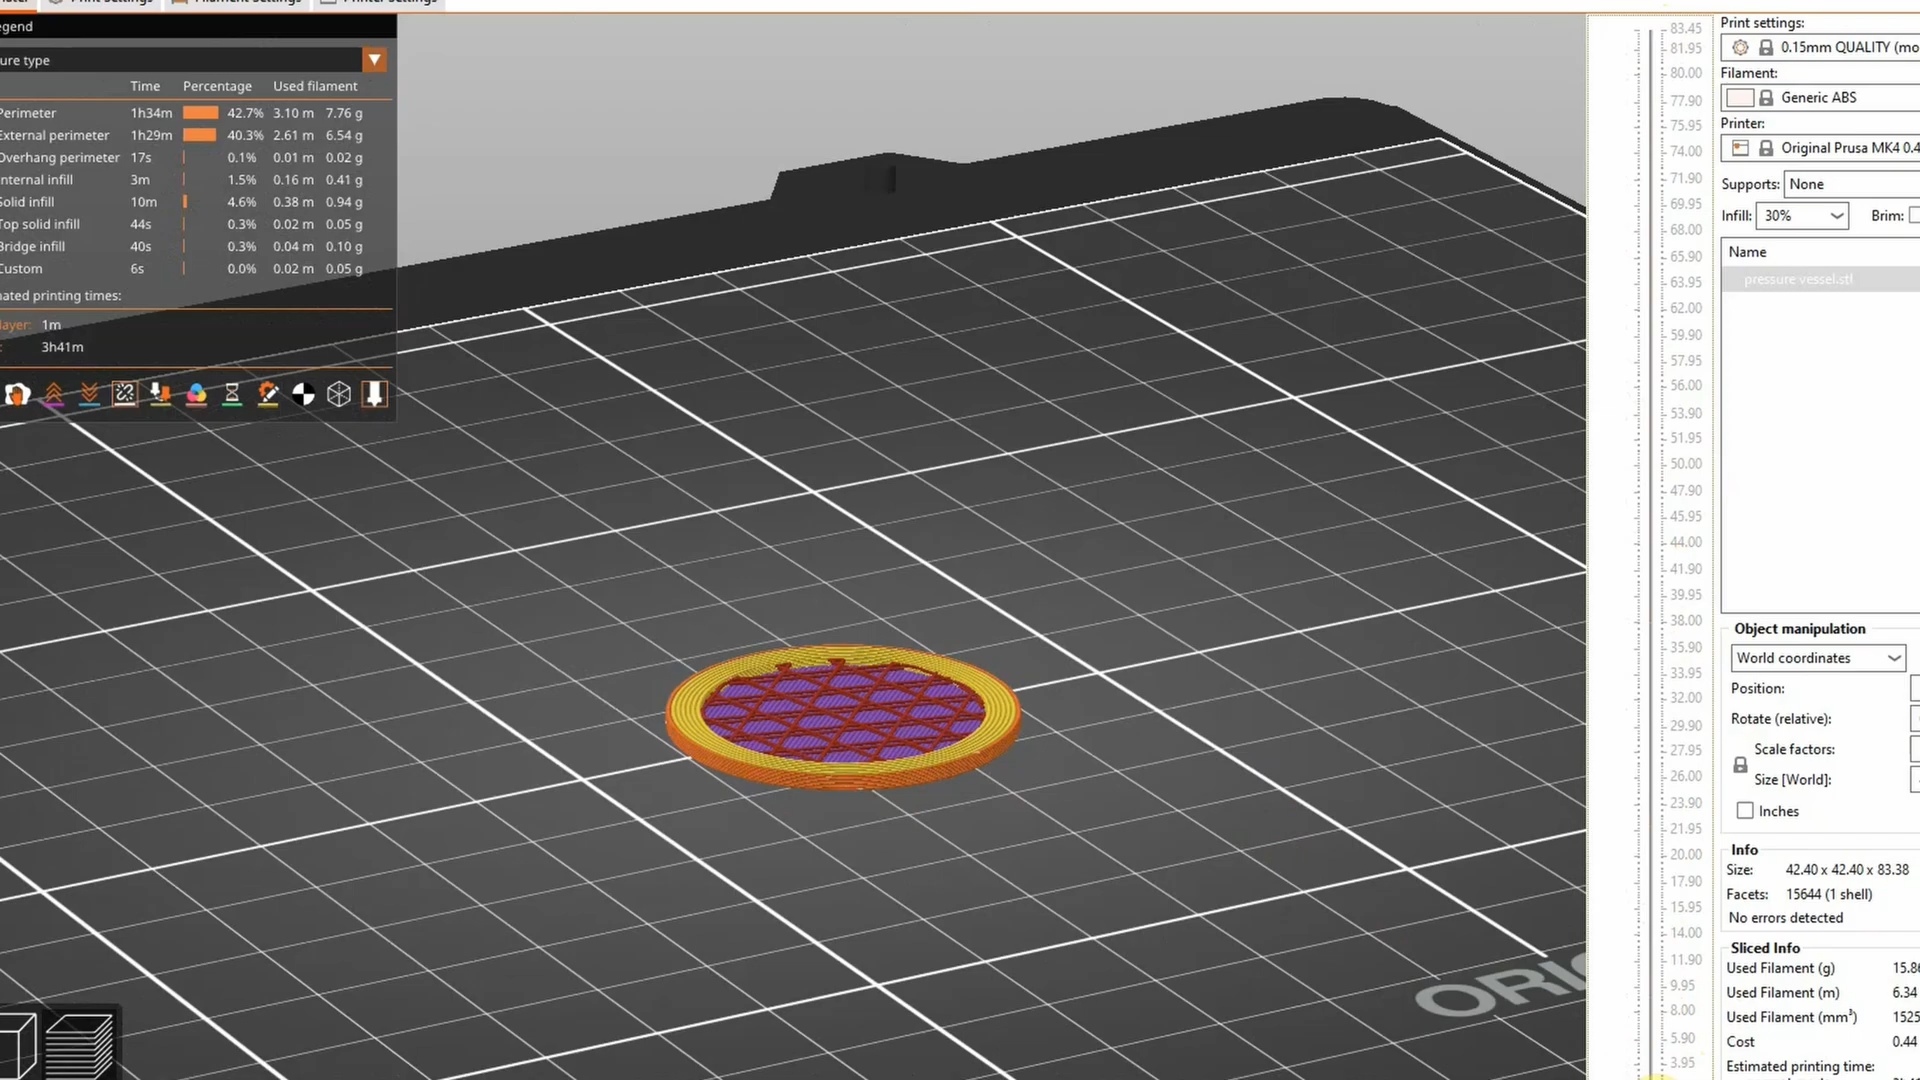 Print Settings Filament Settings Printer Settings
egend
ure type
Time Percentage Used filament
Perimeter 1h34m 42.7% 3.10 m 7.76 g
External perimeter 1h29m 40.3% 2.61 m 6.54 g
Overhang perimeter 17s 0.1% 0.01 m 0.02 g
nternal infill 3m 1.5% 0.16 m 0.41 g
Solid infill 10m 4.6% 0.38 m 0.94 g
Top solid infill 44s 0.3% 0.02 m 0.05 g
Bridge infill 40s 0.3% 0.04 m 0.10 g
Custom 6s 0.0% 0.02 m 0.05 g
nated printing times:
layer: 1m
: 3h41m
ORI
83.45
81.95
80.00
77.90
75.95
74.00
71.90
69.95
68.00
65.90
63.95
62.00
59.90
57.95
56.00
53.90
51.95
50.00
47.90
45.95
44.00
41.90
39.95
38.00
35.90
33.95
32.00
29.90
27.95
26.00
23.90
21.95
20.00
17.90
15.95
14.00
11.90
9.95
8.00
5.90
3.95
Print settings:
0.15mm QUALITY (mo
Filament:
Generic ABS
Printer:
Original Prusa MK4 0.4
Supports: None
Infill: 30% Brim:
Name
pressure vessel.stl
Object manipulation
World coordinates
Position:
Rotate (relative):
Scale factors:
Size [World]:
Inches
Info
Size: 42.40 x 42.40 x 83.38
Facets: 15644 (1 shell)
No errors detected
Sliced Info
Used Filament (g) 15.86
Used Filament (m) 6.34
Used Filament (mm³) 1525
Cost 0.44
Estimated printing time: